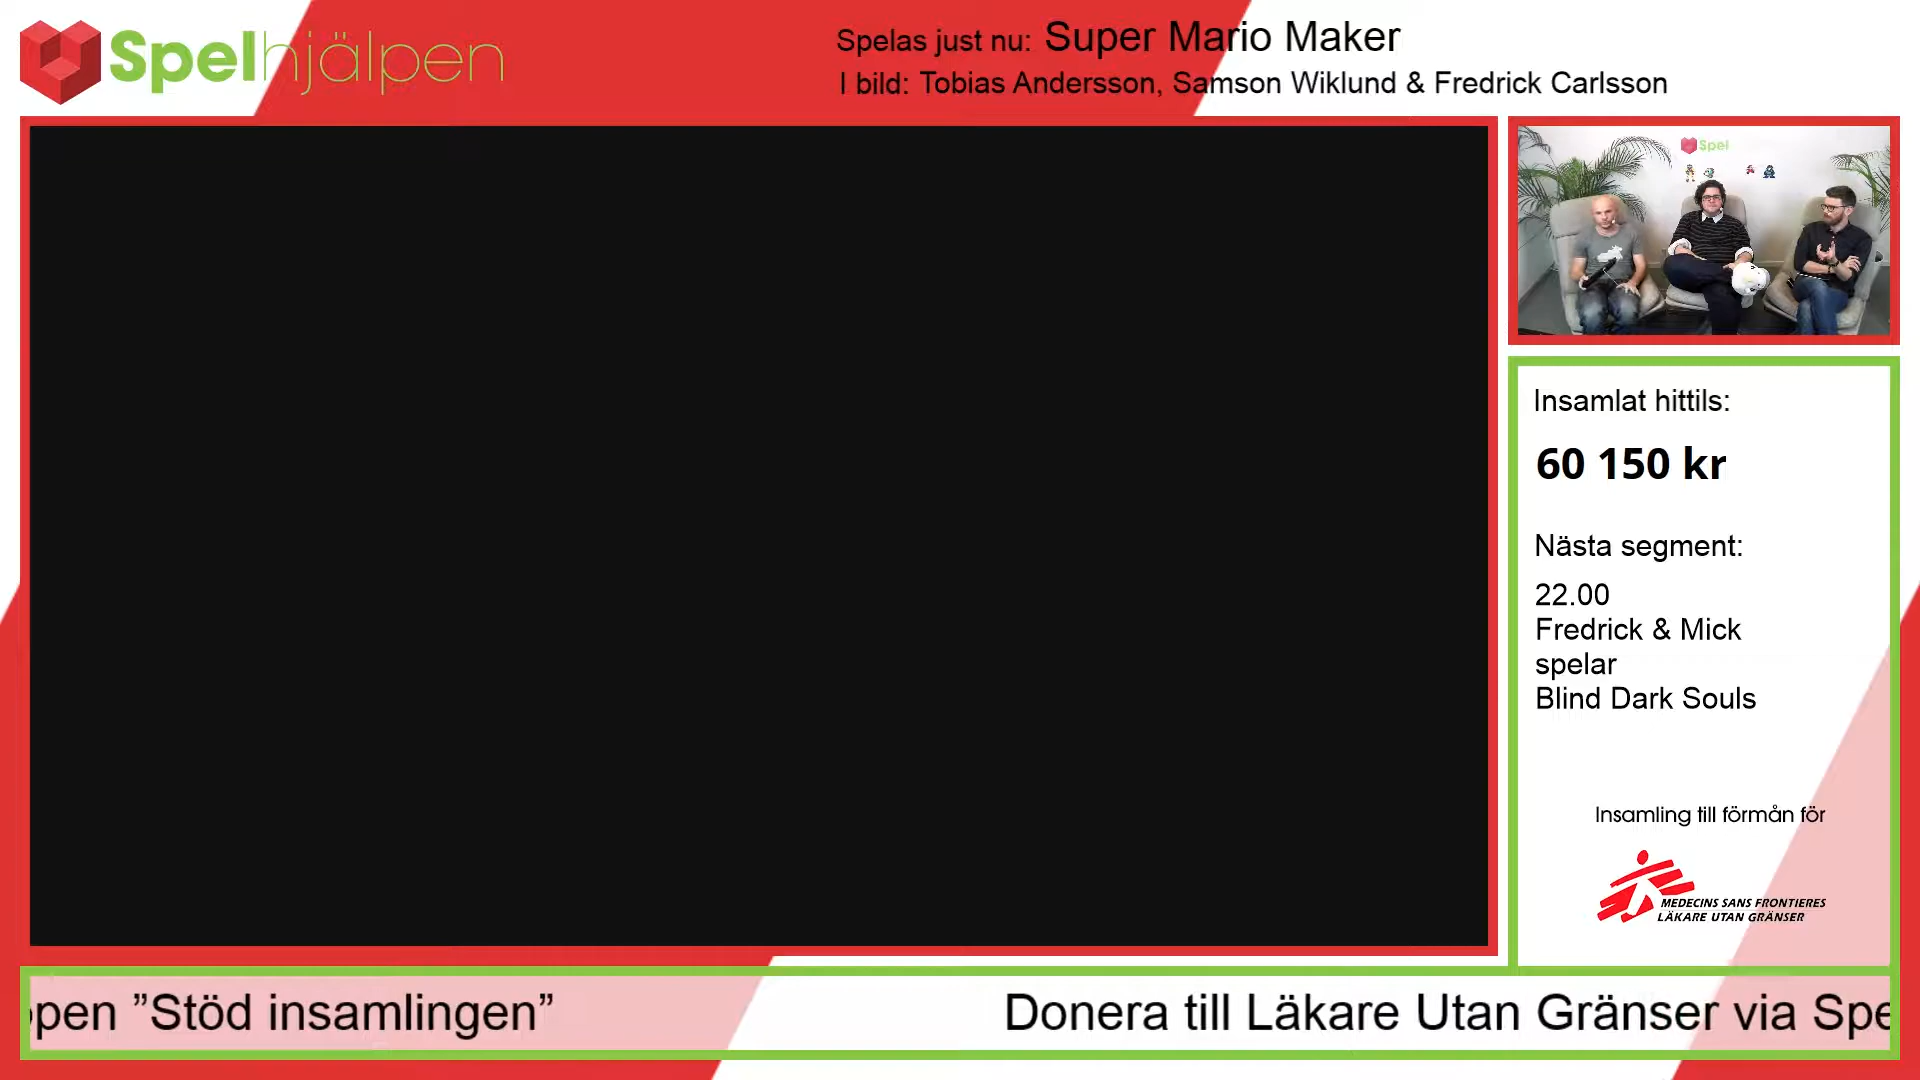 Spelhjälpen
Spelas just nu: Super Mario Maker
I bild: Tobias Andersson, Samson Wiklund & Fredrick Carlsson
Spel
Insamlat hittils:
60 150 kr
Nästa segment:
22.00
Fredrick & Mick
spelar
Blind Dark Souls
Insamling till förmån för
MEDECINS SANS FRONTIERES
LÄKARE UTAN GRÄNSER
”Stöd insamlingen” Donera till Läkare Utan Gränser via